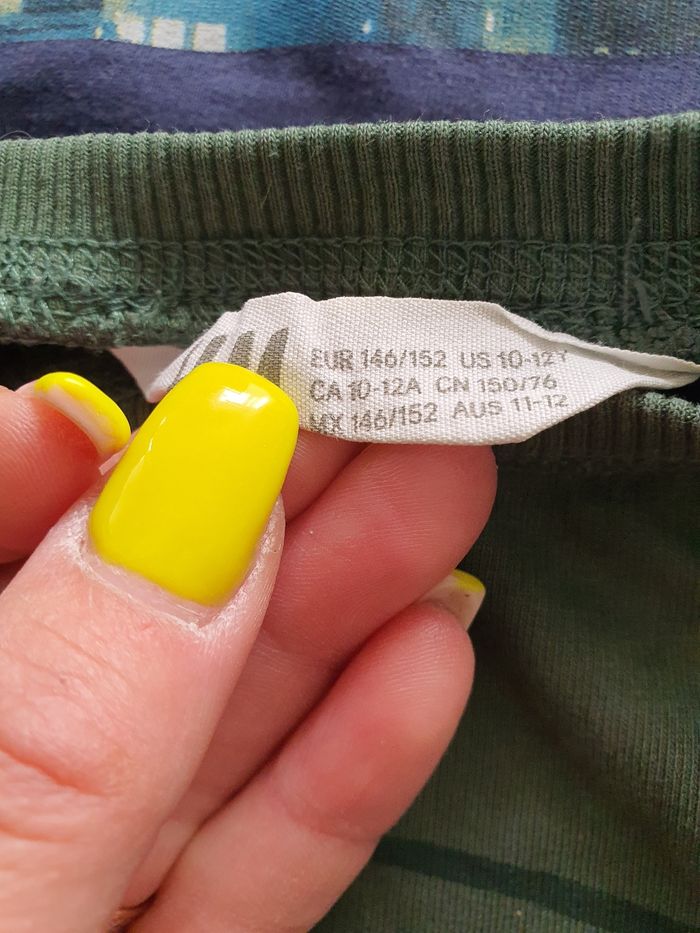 EUR 146/152 US 10-12Y
CA 10-12A CN 150/76
MX 146/152 AUS 11-12